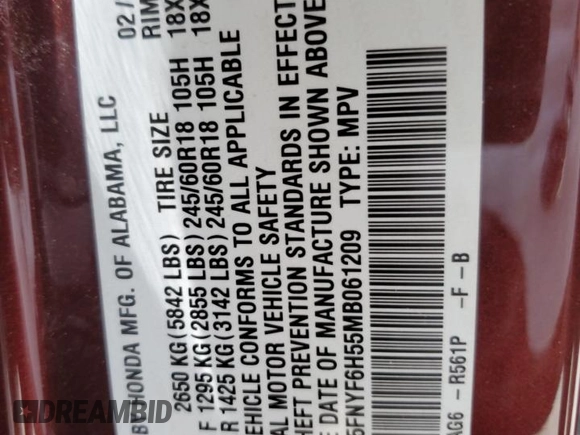 BY HONDA MFG. OF ALABAMA, LLC 02/
2650 KG (5842 LBS) TIRE SIZE RIM
F 1295 KG (2855 LBS) 245/60R18 105H 18X
R 1425 KG (3142 LBS) 245/60R18 105H 18X
EHICLE CONFORMS TO ALL APPLICABLE
AL MOTOR VEHICLE SAFETY
HEFT PREVENTION STANDARDS IN EFFECT
E DATE OF MANUFACTURE SHOWN ABOVE
5FNYF6H55MB061209 TYPE: MPV
AG6 -R561P -F -B
DREAMBID